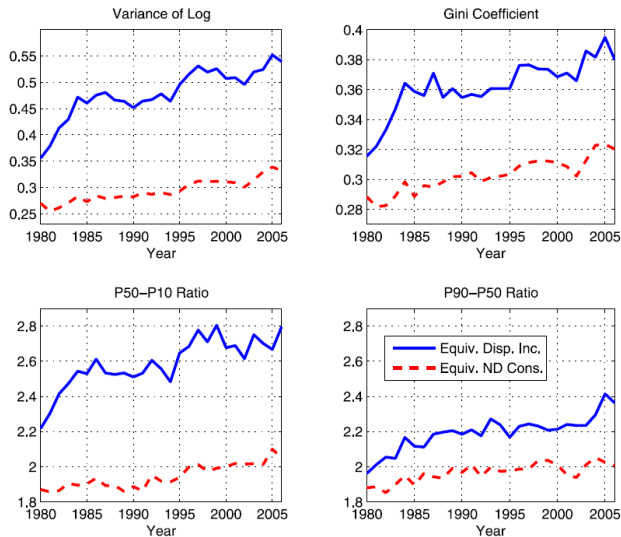 Variance of Log
0.55
0.5
0.45
0.4
0.35
0.3
0.25
1980 1985 1990 1995 2000 2005
Year
Gini Coefficient
0.4
0.38
0.36
0.34
0.32
0.3
0.28
1980 1985 1990 1995 2000 2005
Year
P50-P10 Ratio
2.8
2.6
2.4
2.2
2
1.8
1980 1985 1990 1995 2000 2005
Year
P90-P50 Ratio
2.8
2.6
2.4
2.2
2
1.8
Equiv. Disp. Inc.
Equiv. ND Cons.
1980 1985 1990 1995 2000 2005
Year